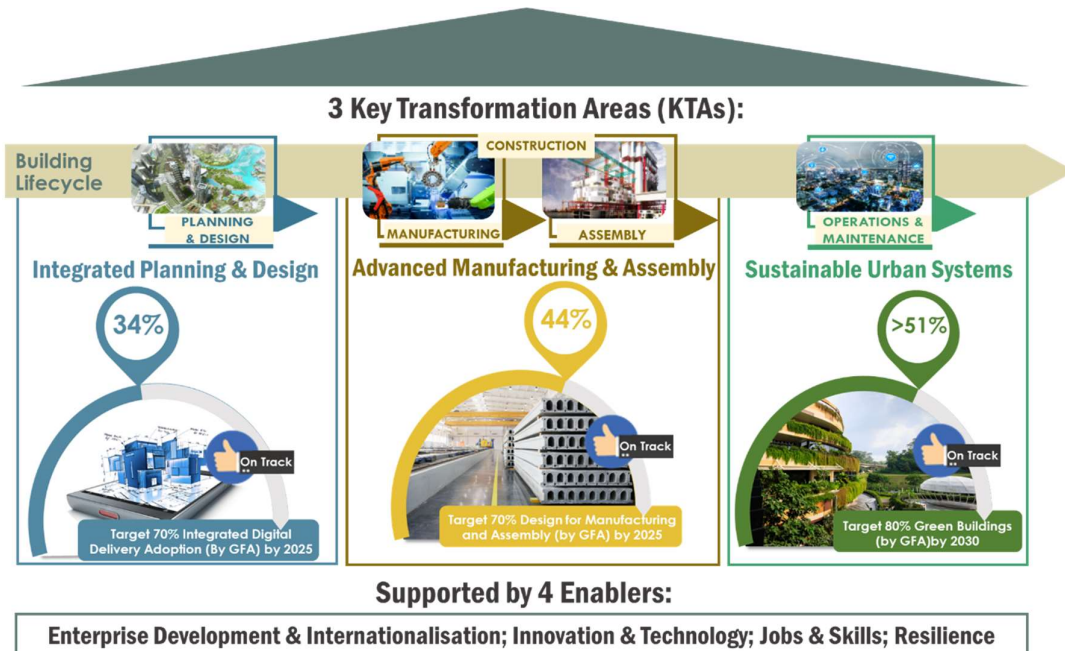 3 Key Transformation Areas (KTAs):
Building
Lifecycle
PLANNING
& DESIGN
CONSTRUCTION
MANUFACTURING
ASSEMBLY
OPERATIONS &
MAINTENANCE
Integrated Planning & Design
34%
On Track
Target 70% Integrated Digital
Delivery Adoption (By GFA) by 2025
Advanced Manufacturing & Assembly
44%
On Track
Target 70% Design for Manufacturing
and Assembly (by GFA) by 2025
Sustainable Urban Systems
>51%
On Track
Target 80% Green Buildings
(by GFA)by 2030
Supported by 4 Enablers:
Enterprise Development & Internationalisation; Innovation & Technology; Jobs & Skills; Resilience